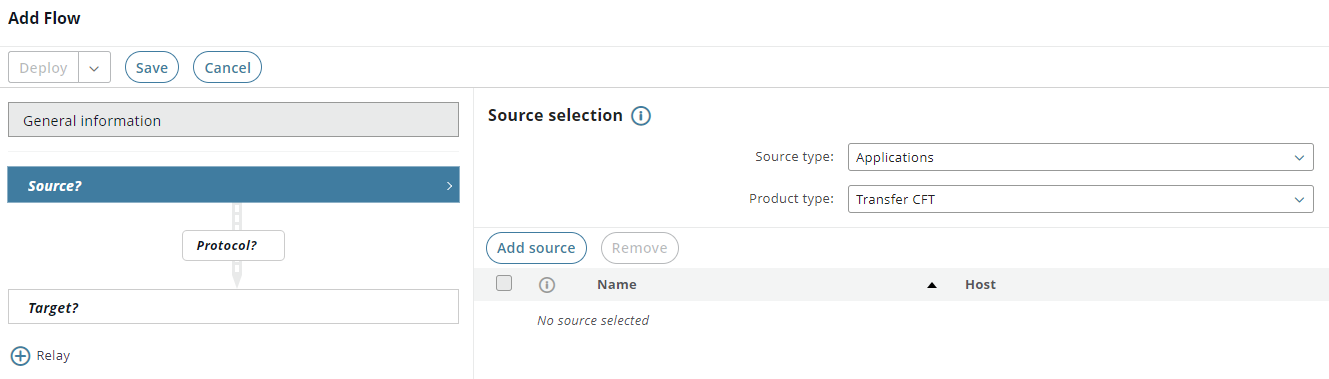 Add Flow
Deploy Save Cancel
General information
Source?
Protocol?
Target?
Relay
Source selection
Source type: Applications
Product type: Transfer CFT
Add source Remove
Name Host
No source selected